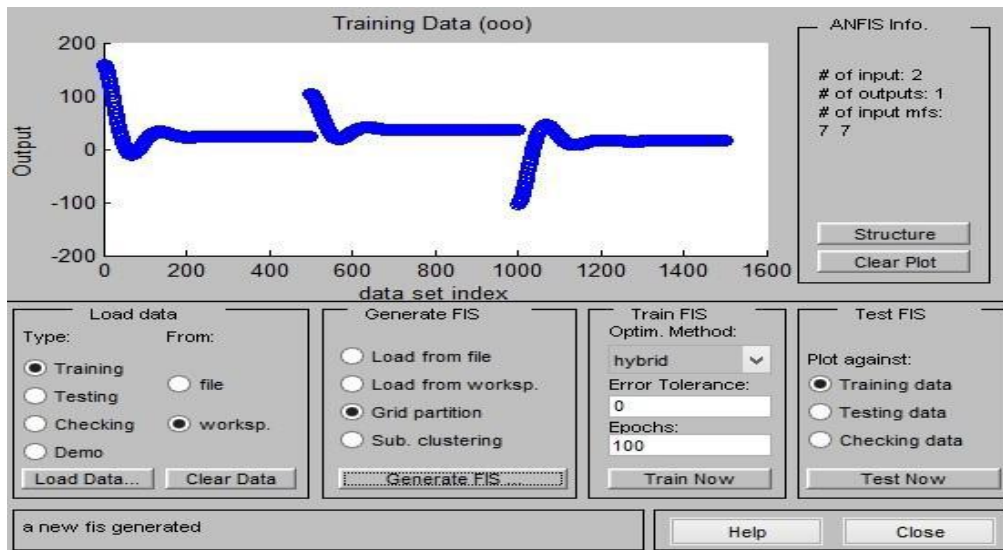 Training Data (ooo)
200
100
0
-100
-200
Output
0 200 400 600 800 1000 1200 1400 1600
data set index
ANFIS Info.
# of input: 2
# of outputs: 1
# of input mfs:
7 7
Structure
Clear Plot
Load data
Type: From:
Training
Testing
Checking
Demo
file
worksp.
Load Data... Clear Data
Generate FIS
Load from file
Load from worksp.
Grid partition
Sub. clustering
Generate FIS ...
Train FIS
Optim. Method:
hybrid
Error Tolerance:
0
Epochs:
100
Train Now
Test FIS
Plot against:
Training data
Testing data
Checking data
Test Now
a new fis generated
Help Close